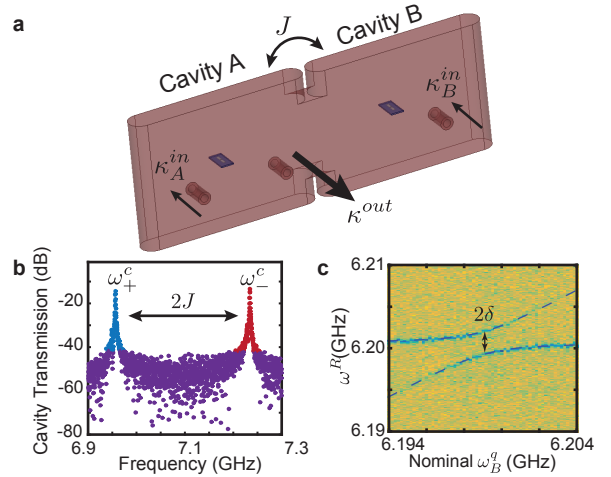 a
J
Cavity A
Cavity B
κ_A^{in}
κ_B^{in}
κ^{out}
b
Cavity Transmission (dB)
-20
-40
-60
-80
ω_+^c
ω_-^c
2J
6.9
7.1
7.3
Frequency (GHz)
c
ω^R(GHz)
6.21
6.20
6.19
2δ
6.194
6.204
Nominal ω_B^q (GHz)